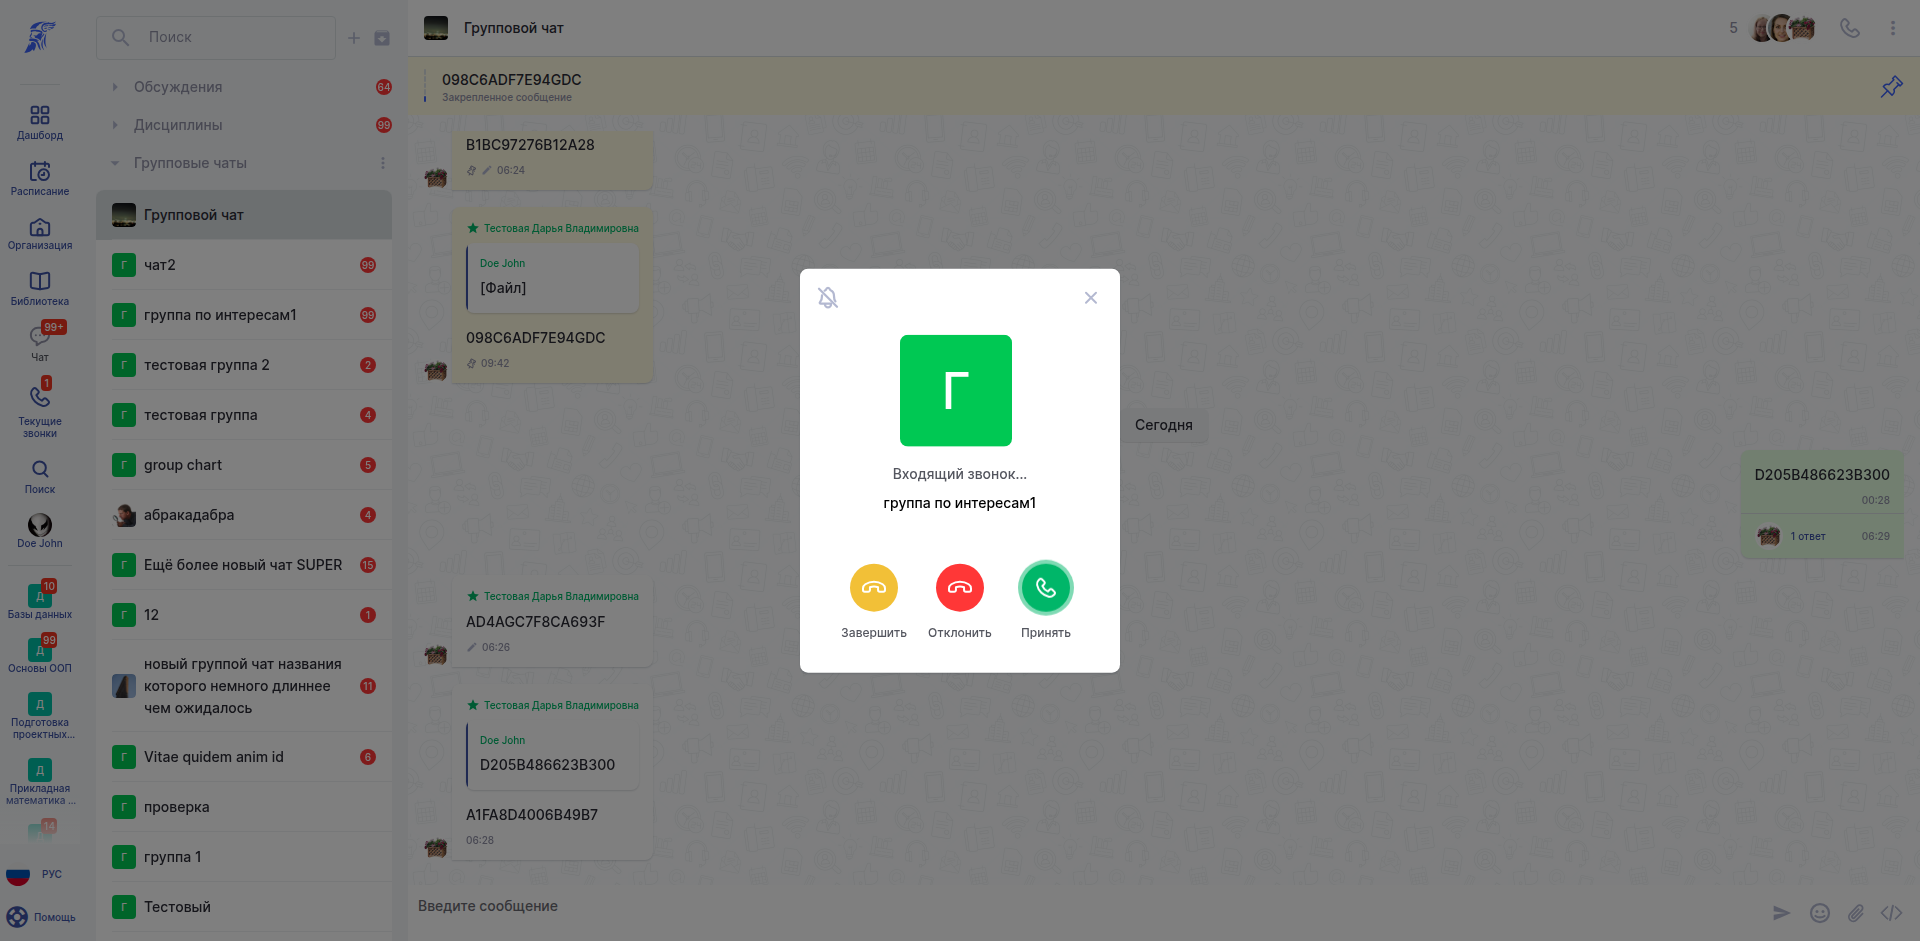 Дашборд
Расписание
Организация
Библиотека
99+
Чат
1
Текущие
звонки
Поиск
Doe John
10
Д
Базы данных
99
Д
Основы ООП
Д
Подготовка
проектных...
Д
Прикладная
математика ...
14
Д
РУС
Помощь
Поиск
Обсуждения
64
Дисциплины
99
Групповые чаты
Групповой чат
Г
чат2
99
Г
группа по интересам1
99
Г
тестовая группа 2
2
Г
тестовая группа
4
Г
group chart
5
абракадабра
4
Г
Ещё более новый чат SUPER
15
Г
12
1
новый группой чат названия
которого немного длиннее
чем ожидалось
11
Г
Vitae quidem anim id
6
Г
проверка
Г
группа 1
Г
Тестовый
Групповой чат
5
098C6ADF7E94GDC
Закрепленное сообщение
B1BC97276B12A28
06:24
Тестовая Дарья Владимировна
Doe John
[Файл]
098C6ADF7E94GDC
09:42
Сегодня
D205B486623B300
00:28
1 ответ
06:29
Тестовая Дарья Владимировна
AD4AGC7F8CA693F
06:26
Тестовая Дарья Владимировна
Doe John
D205B486623B300
A1FA8D4006B49B7
06:28
Введите сообщение
Г
Входящий звонок...
группа по интересам1
Завершить
Отклонить
Принять